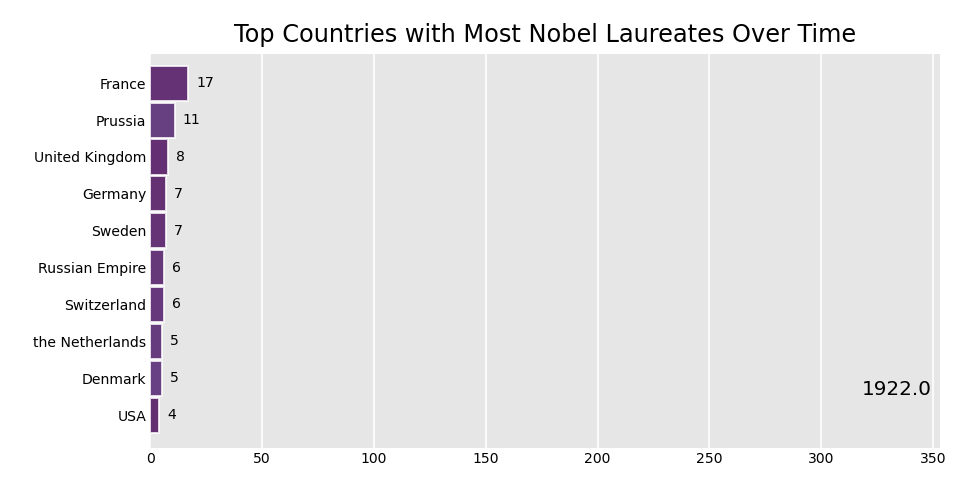 Top Countries with Most Nobel Laureates Over Time
France 17
Prussia 11
United Kingdom 8
Germany 7
Sweden 7
Russian Empire 6
Switzerland 6
the Netherlands 5
Denmark 5
1922.0
USA 4
0 50 100 150 200 250 300 350